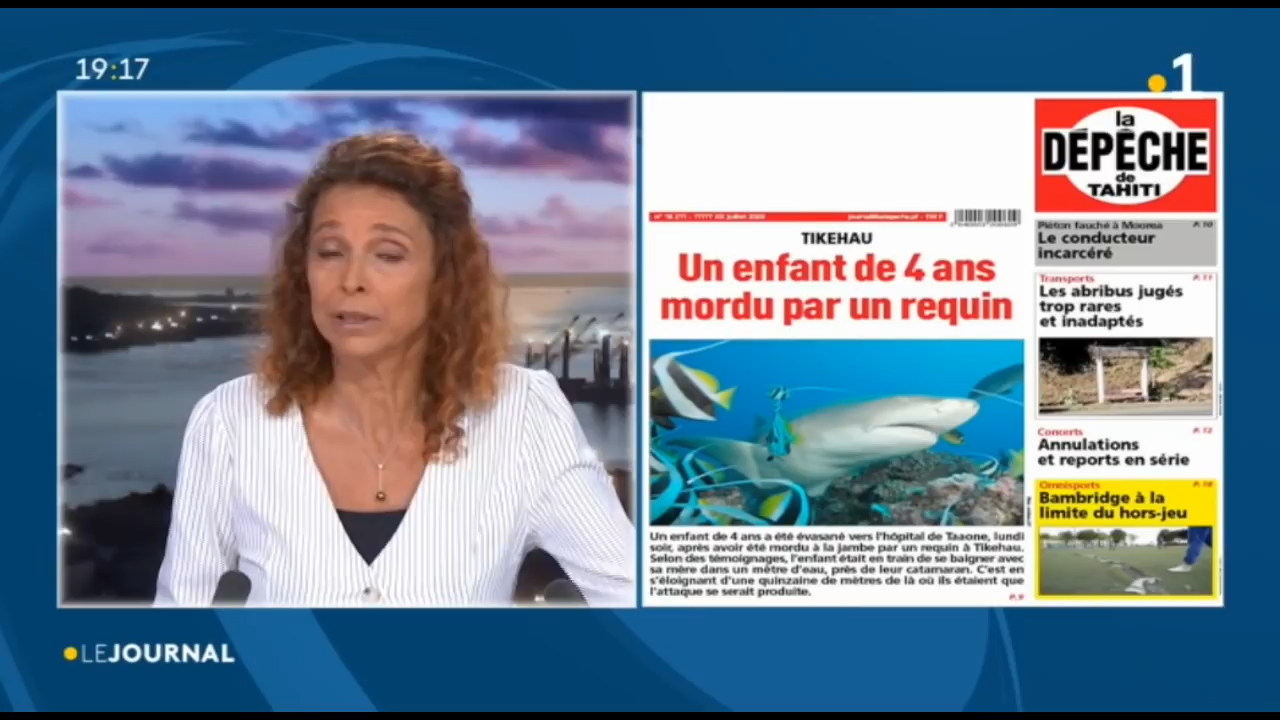 19:17
1
la
DÉPÊCHE
de
TAHITI
TIKEHAU
Un enfant de 4 ans
mordu par un requin
Un enfant de 4 ans a été évasané vers l'hôpital de Taaone, lundi
soir, après avoir été mordu à la jambe par un requin à Tikehau.
Selon des témoignages, l'enfant était en train de se baigner avec
sa mère dans un mètre d'eau, près de leur catamaran. C'est en
s'éloignant d'une quinzaine de mètres de là où ils étaient que
l'attaque se serait produite.
P. 9
Piéton fauché à Moorea
P. 10
Le conducteur
incarcéré
Transports
P. 11
Les abribus jugés
trop rares
et inadaptés
Concerts
P. 12
Annulations
et reports en série
Omnisports
Bambridge à la
limite du hors-jeu
LEJOURNAL